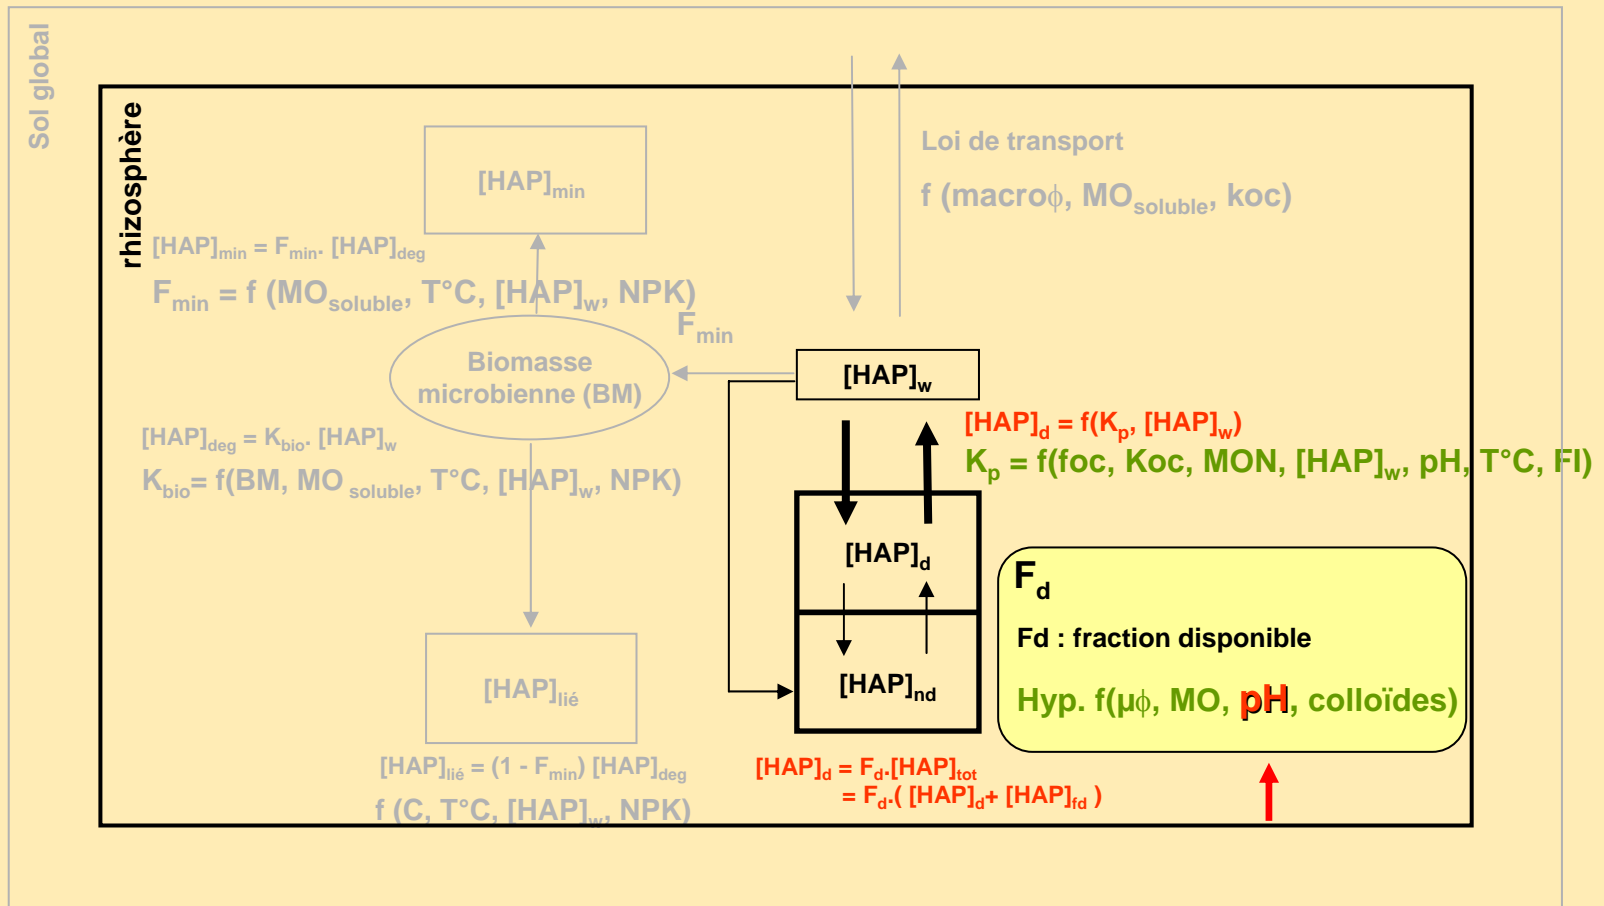 Sol global
rhizosphère
[HAP]min
Loi de transport
f (macroϕ, MOsoluble, koc)
[HAP]min = Fmin. [HAP]deg
Fmin = f (MOsoluble, T°C, [HAP]w, NPK)
Fmin
Biomasse
microbienne (BM)
[HAP]w
[HAP]d = f(Kp, [HAP]w)
Kp = f(foc, Koc, MON, [HAP]w, pH, T°C, FI)
[HAP]deg = Kbio. [HAP]w
Kbio= f(BM, MO soluble, T°C, [HAP]w, NPK)
[HAP]d
Fd
Fd : fraction disponible
Hyp. f(µϕ, MO, pH, colloïdes)
[HAP]nd
[HAP]lié
[HAP]lié = (1 - Fmin) [HAP]deg
f (C, T°C, [HAP]w, NPK)
[HAP]d = Fd.[HAP]tot
= Fd.( [HAP]d+ [HAP]fd )